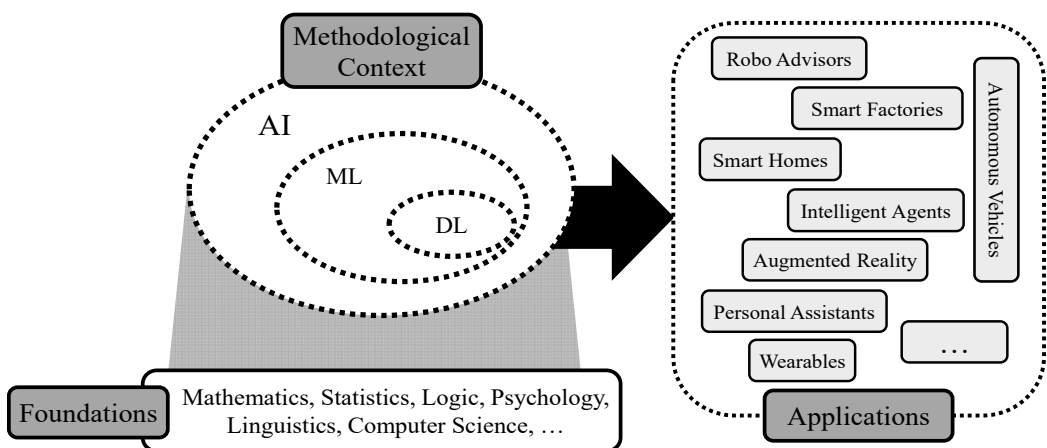 Methodological
Context
AI
ML
DL
Foundations
Mathematics, Statistics, Logic, Psychology,
Linguistics, Computer Science, …
Robo Advisors
Smart Factories
Autonomous Vehicles
Smart Homes
Intelligent Agents
Augmented Reality
Personal Assistants
…
Wearables
Applications